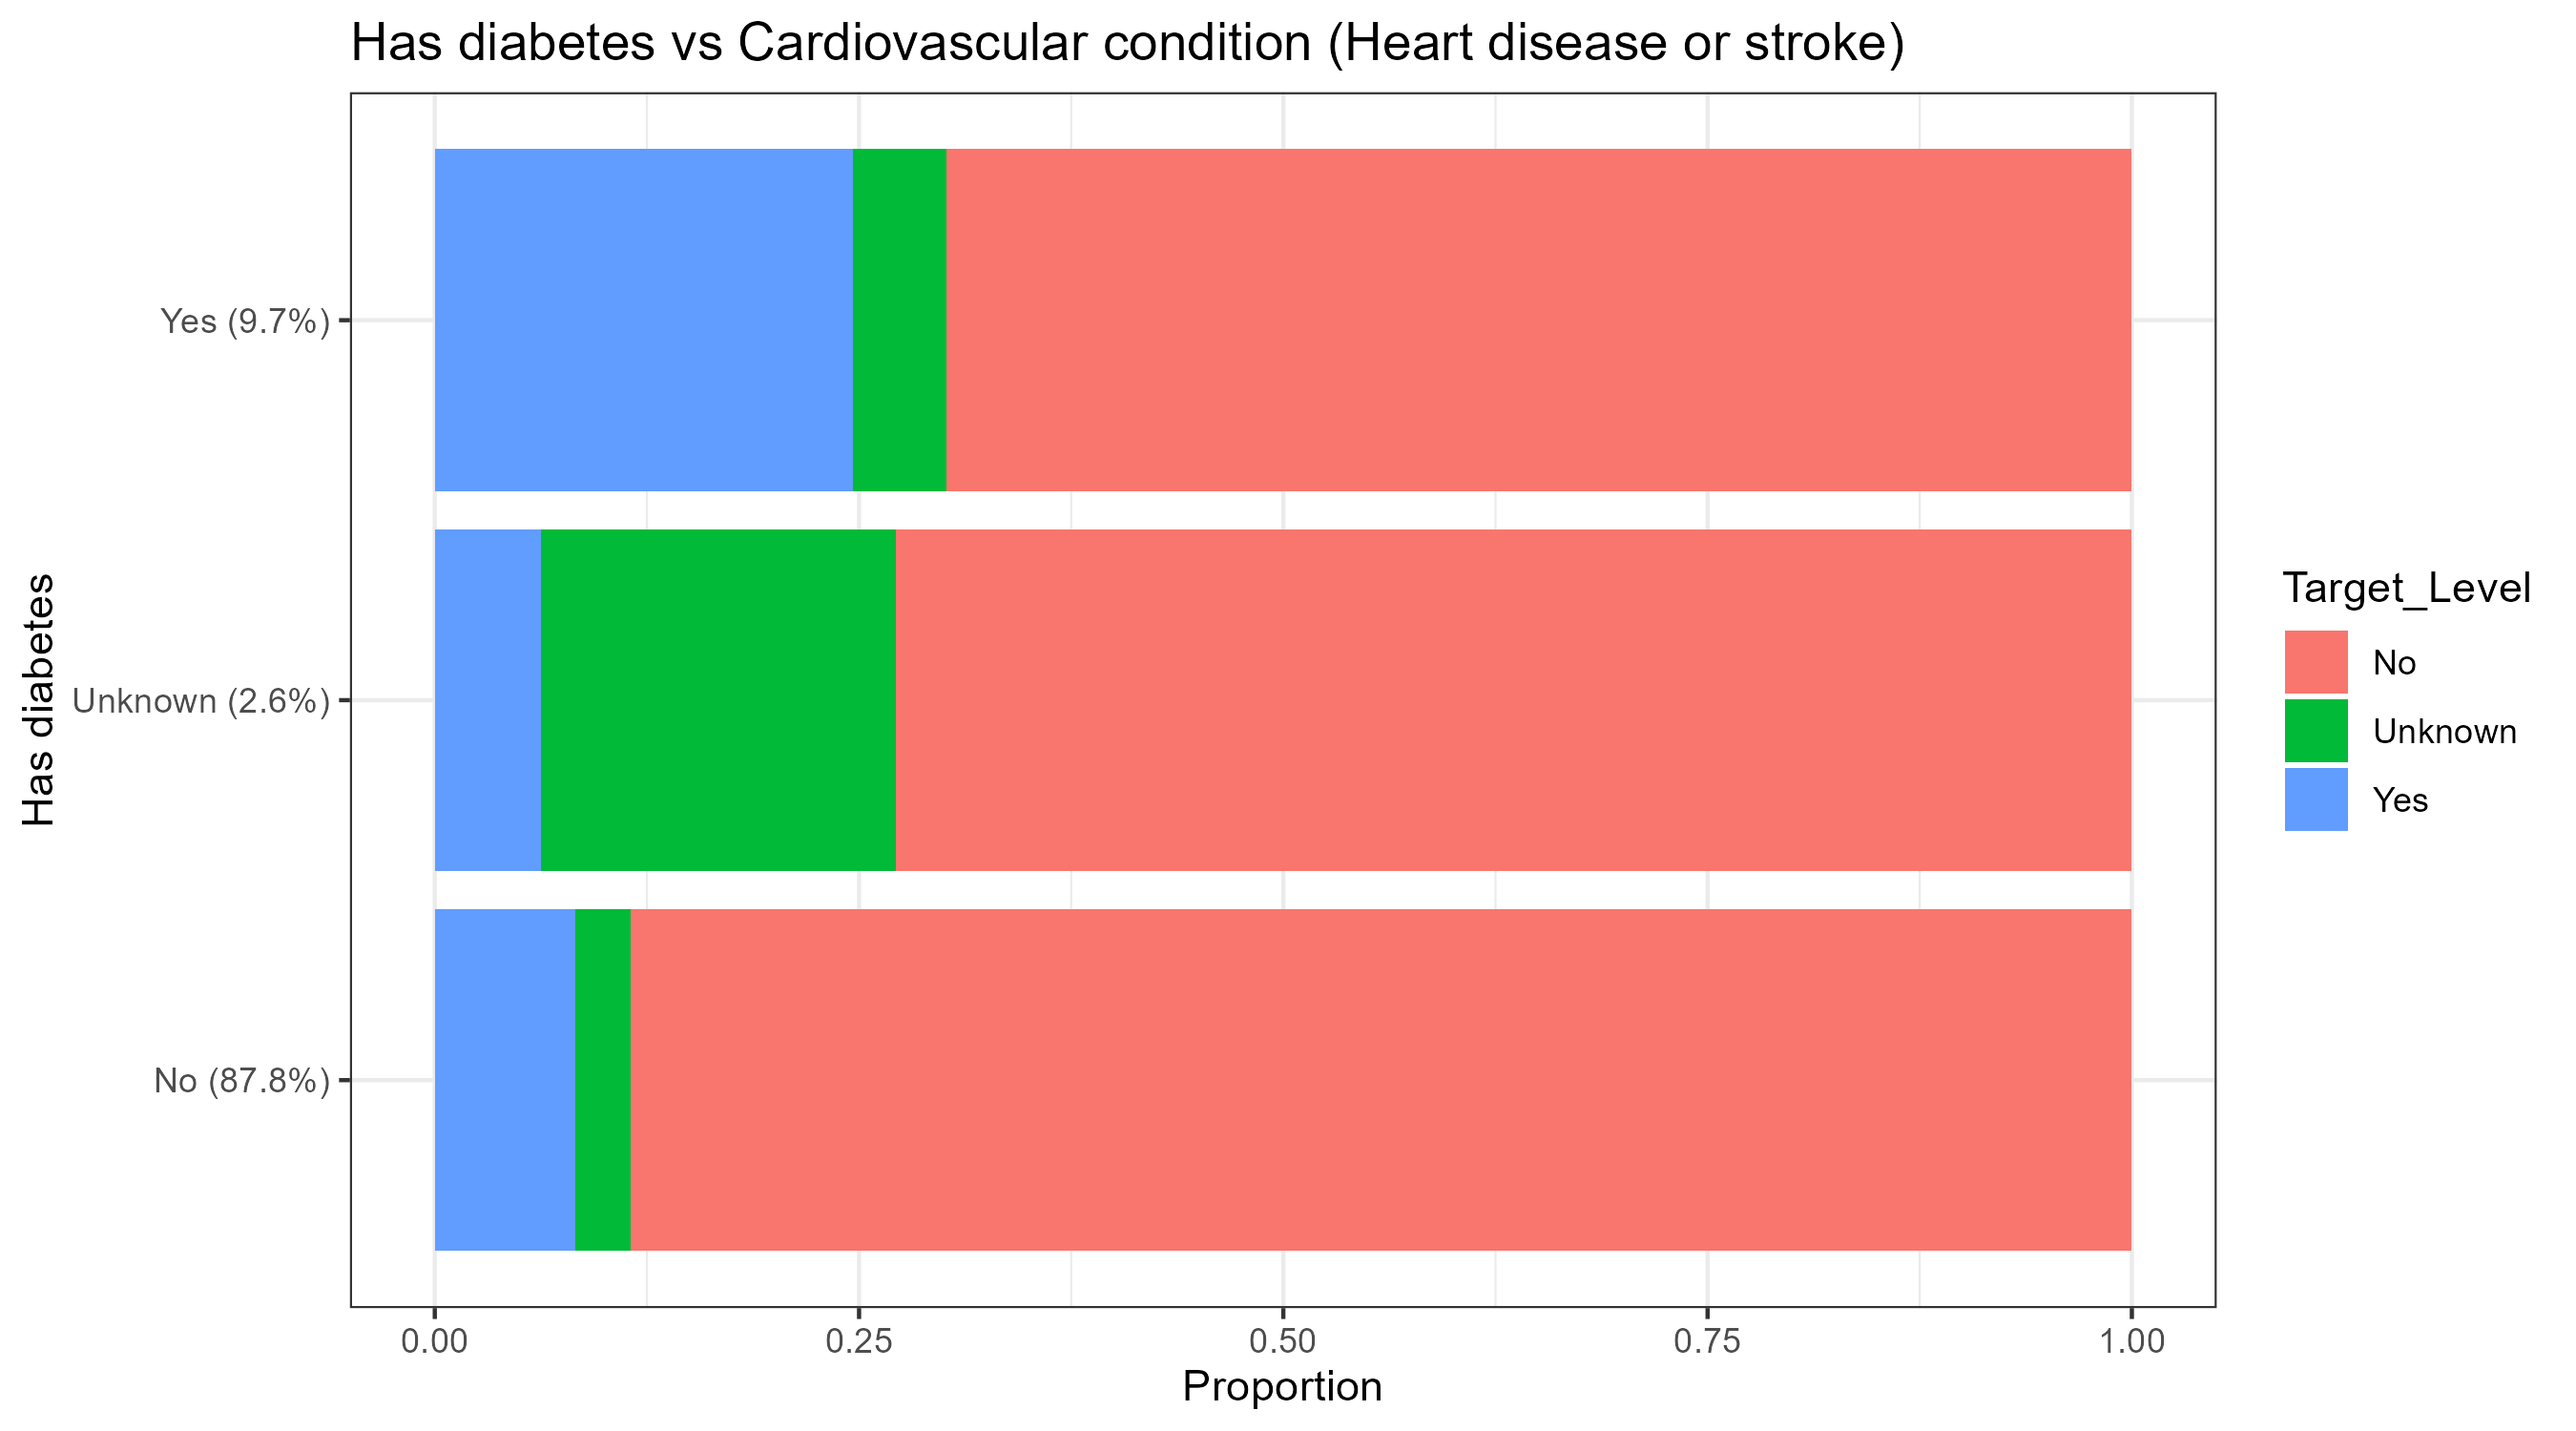 Has diabetes vs Cardiovascular condition (Heart disease or stroke)
Has diabetes
Yes (9.7%)
Unknown (2.6%)
No (87.8%)
0.00
0.25
0.50
0.75
1.00
Proportion
Target_Level
No
Unknown
Yes